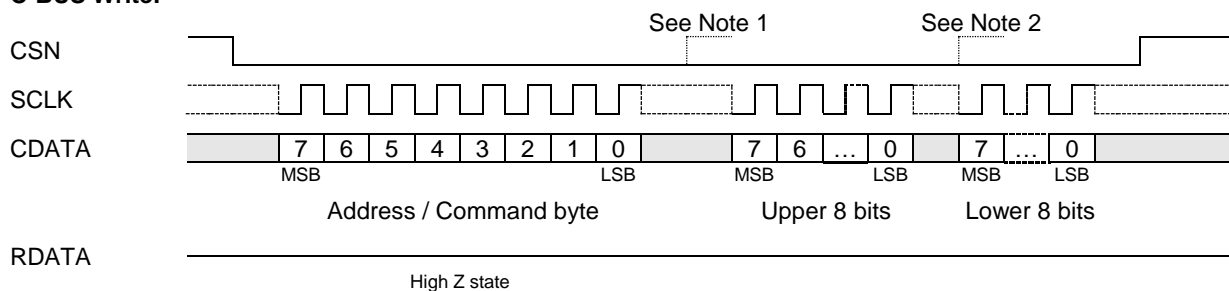 See Note 1 See Note 2
CSN
SCLK
CDATA 7 6 5 4 3 2 1 0 7 6 … 0 7 … 0
MSB LSB MSB LSB MSB LSB
Address / Command byte Upper 8 bits Lower 8 bits
RDATA
High Z state